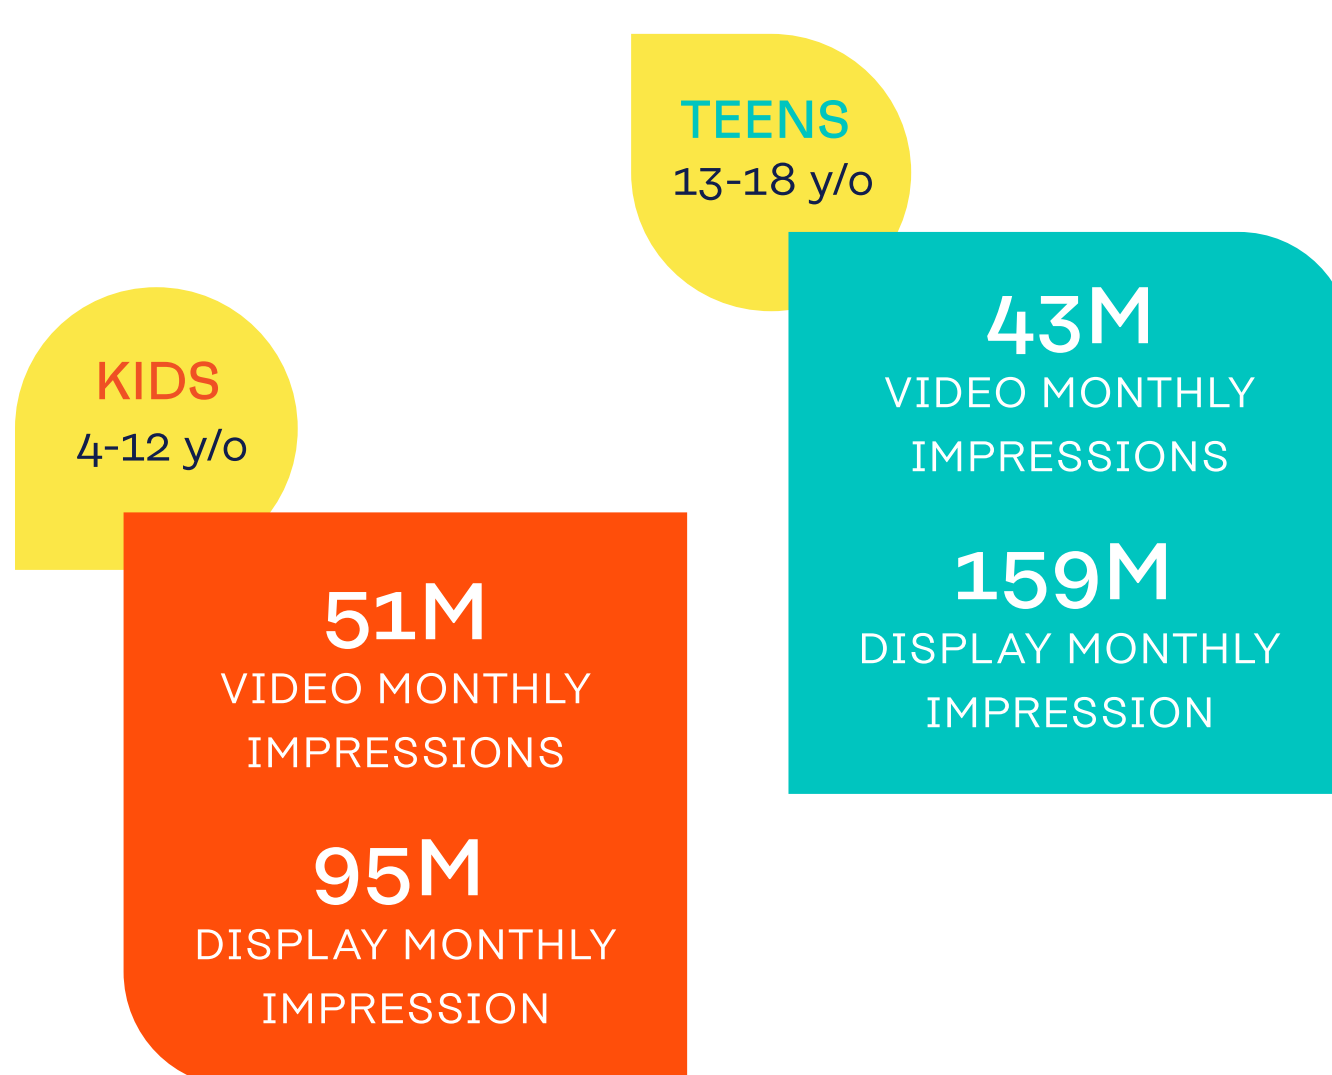 KIDS
4-12 y/o
51M
VIDEO MONTHLY
IMPRESSIONS
95M
DISPLAY MONTHLY
IMPRESSION
TEENS
13-18 y/o
43M
VIDEO MONTHLY
IMPRESSIONS
159M
DISPLAY MONTHLY
IMPRESSION